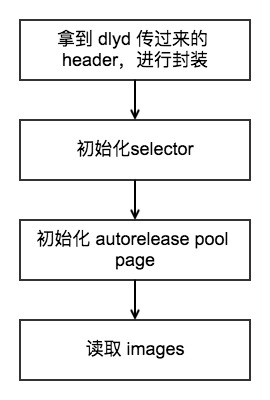 拿到 dlyd 传过来的
header，进行封装
初始化selector
初始化 autorelease pool
page
读取 images